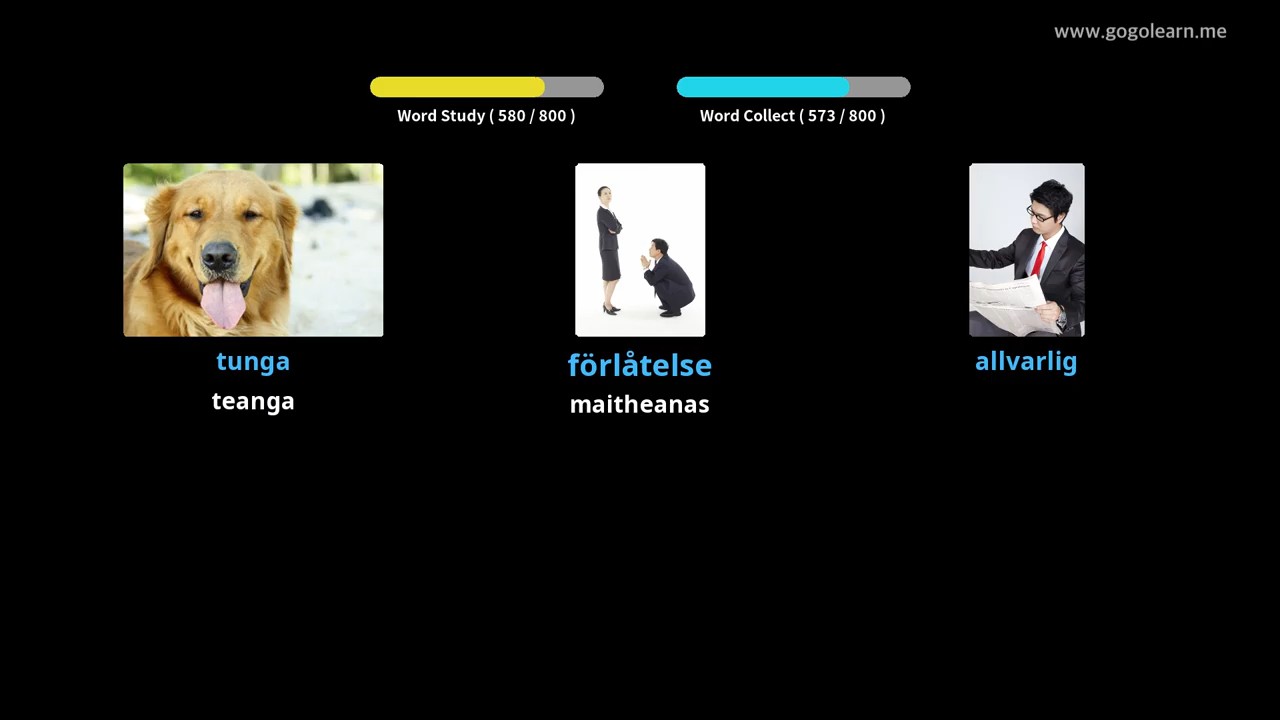 www.gogolearn.me
Word Study ( 580 / 800 )
Word Collect ( 573 / 800 )
tunga
förlåtelse
allvarlig
teanga
maitheanas